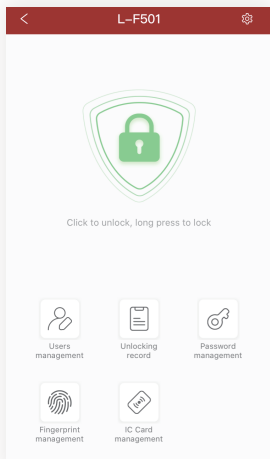 L-F501
Click to unlock, long press to lock
Users
management
Unlocking
record
Password
management
Fingerprint
management
IC Card
management